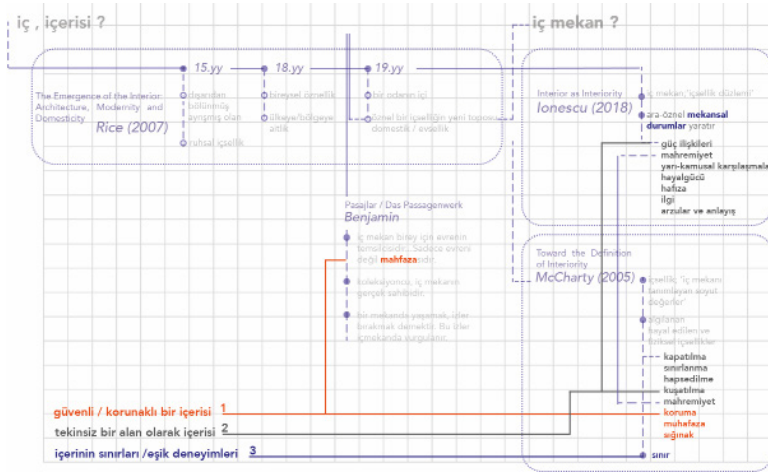 iç , içerisi ?
iç mekan ?
15.yy
18.yy
19.yy
The Emergence of the Interior:
Architecture, Modernity and
Domesticity
Rice (2007)
dışarıdan
bölünmüş
ayrışmış olan
ruhsal içsellik
bireysel öznellik
ülkeye/bölgeye
aitlik
bir odanın içi
öznel bir içselliğin yeni toposu
domestik / evsellik
Interior as Interiority
Ionescu (2018)
iç mekan,'içsellik düzlemi'
ara-öznel mekansal
durumlar yaratır
güç ilişkileri
mahremiyet
yarı-kamusal karşılaşmala
hayalgücü
hafıza
ilgi
arzular ve anlayış
Pasajlar / Das Passagenwerk
Benjamin
iç mekan birey için evrenin
temsilcisidir. Sadece evreni
değil mahfazasıdır.
koleksiyoncu, iç mekanın
gerçek sahibidir.
bir mekanda yaşamak, izler
bırakmak demektir. Bu izler
içmekanda vurgulanır.
Toward the Definition
of Interiority
McCharty (2005)
içsellik, 'iç mekanı
tanımlayan soyut
değerler'
algılanan
hayal edilen ve
fiziksel içsellikler
kapatılma
sınırlanma
hapsedilme
kuşatılma
mahremiyet
koruma
muhafaza
sığınak
sınır
güvenli / korunaklı bir içerisi 1
tekinsiz bir alan olarak içerisi 2
içerinin sınırları /eşik deneyimleri 3